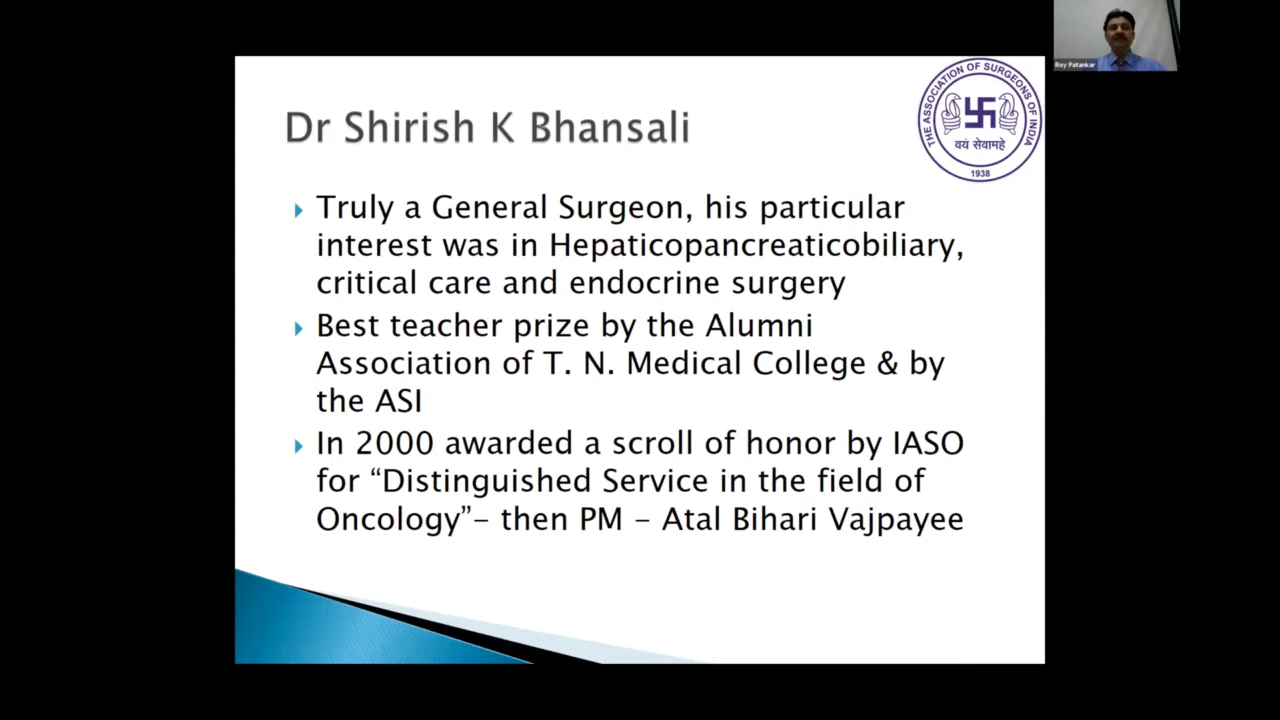 Roy Patankar
THE ASSOCIATION OF SURGEONS OF INDIA
वयं सेवामहे
1938
Dr Shirish K Bhansali
Truly a General Surgeon, his particular
interest was in Hepaticopancreaticobiliary,
critical care and endocrine surgery
Best teacher prize by the Alumni
Association of T. N. Medical College & by
the ASI
In 2000 awarded a scroll of honor by IASO
for “Distinguished Service in the field of
Oncology”- then PM - Atal Bihari Vajpayee